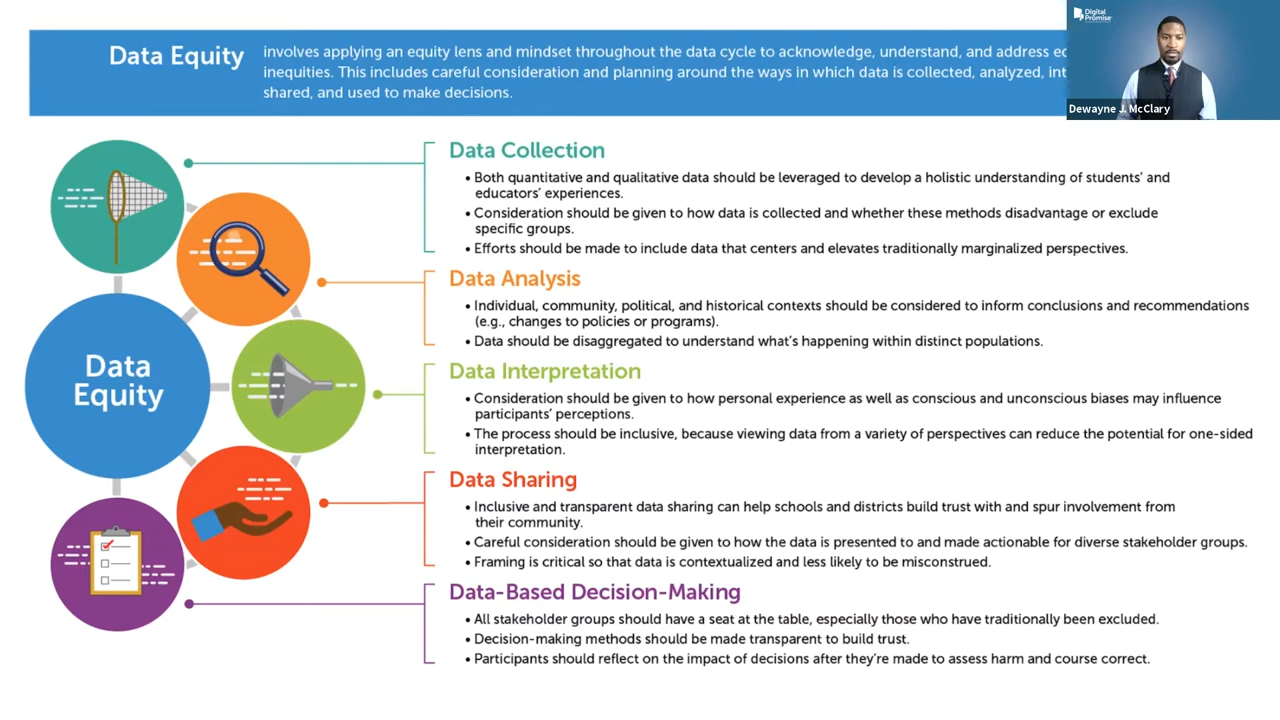 Data Equity
involves applying an equity lens and mindset throughout the data cycle to acknowledge, understand, and address
inequities. This includes careful consideration and planning around the ways in which data is collected, analyzed,
shared, and used to make decisions.
Digital
Promise
Dewayne J. McClary
Data Collection
• Both quantitative and qualitative data should be leveraged to develop a holistic understanding of students’ and
educators’ experiences.
• Consideration should be given to how data is collected and whether these methods disadvantage or exclude
specific groups.
• Efforts should be made to include data that centers and elevates traditionally marginalized perspectives.
Data Analysis
• Individual, community, political, and historical contexts should be considered to inform conclusions and recommendations
(e.g., changes to policies or programs).
• Data should be disaggregated to understand what’s happening within distinct populations.
Data
Equity
Data Interpretation
• Consideration should be given to how personal experience as well as conscious and unconscious biases may influence
participants’ perceptions.
• The process should be inclusive, because viewing data from a variety of perspectives can reduce the potential for one-sided
interpretation.
Data Sharing
• Inclusive and transparent data sharing can help schools and districts build trust with and spur involvement from
their community.
• Careful consideration should be given to how the data is presented to and made actionable for diverse stakeholder groups.
• Framing is critical so that data is contextualized and less likely to be misconstrued.
Data-Based Decision-Making
• All stakeholder groups should have a seat at the table, especially those who have traditionally been excluded.
• Decision-making methods should be made transparent to build trust.
• Participants should reflect on the impact of decisions after they’re made to assess harm and course correct.